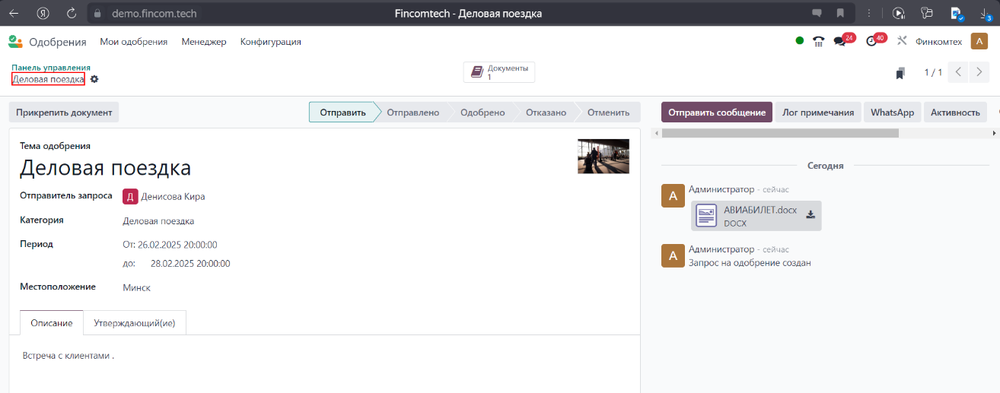 demo.fincom.tech
Fincomtech - Деловая поездка
3
Одобрения
Мои одобрения
Менеджер
Конфигурация
24
40
Финкомтех
А
Панель управления
Деловая поездка
Документы
1
1 / 1
Прикрепить документ
Отправить
Отправлено
Одобрено
Отказано
Отменить
Отправить сообщение
Лог примечания
WhatsApp
Активность
Тема одобрения
Деловая поездка
Отправитель запроса
Д Денисова Кира
Категория
Деловая поездка
Период
От: 26.02.2025 20:00:00
до: 28.02.2025 20:00:00
Местоположение
Минск
Описание
Утверждающий(ие)
Встреча с клиентами .
Сегодня
А
Администратор - сейчас
АВИАБИЛЕТ.docx
DOCX
А
Администратор - сейчас
Запрос на одобрение создан